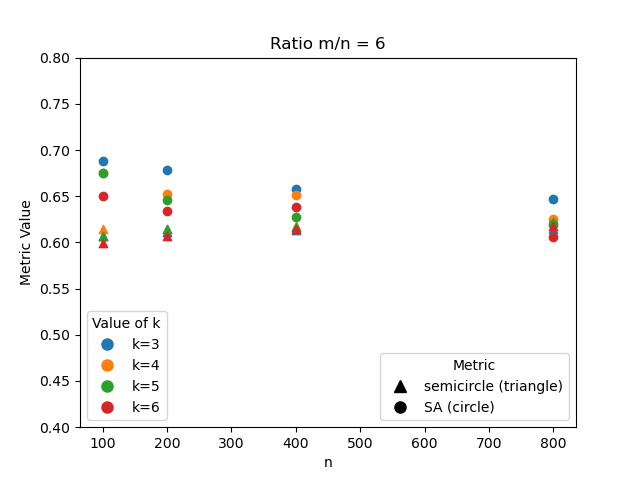 Ratio m/n = 6
0.80
0.75
0.70
0.65
0.60
0.55
0.50
0.45
0.40
Metric Value
Value of k
k=3
k=4
k=5
k=6
Metric
semicircle (triangle)
SA (circle)
100
200
300
400
500
600
700
800
n